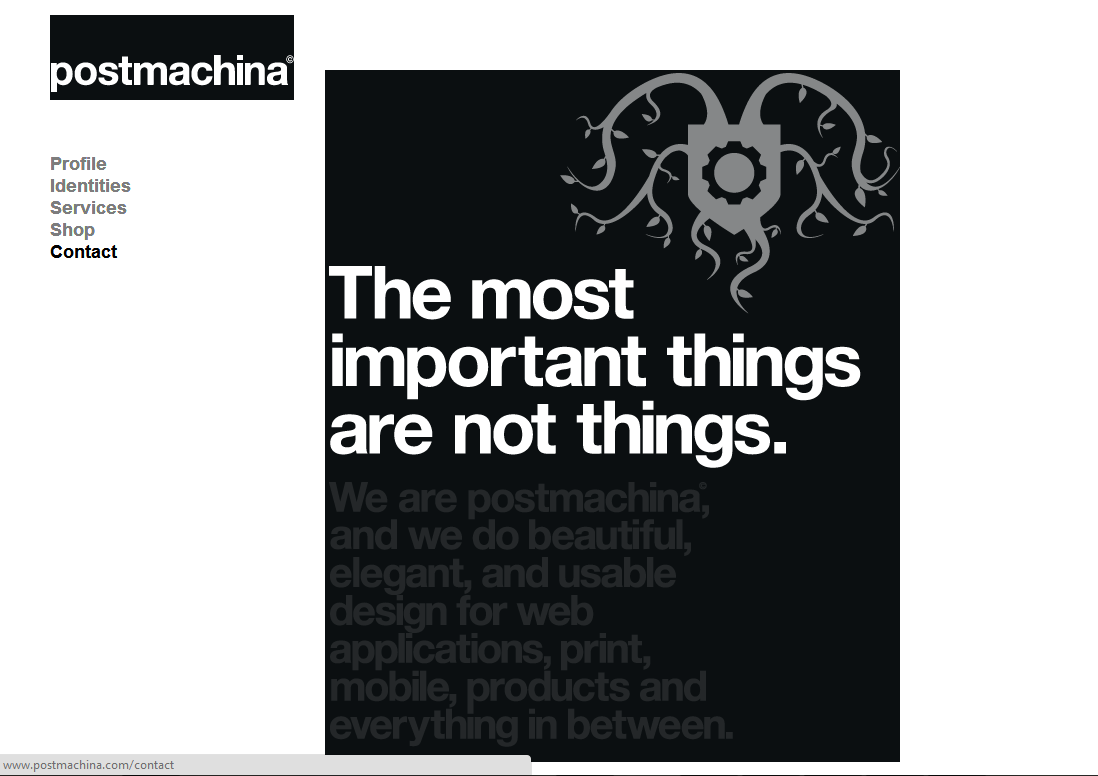 postmachina©
Profile
Identities
Services
Shop
Contact
The most
important things
are not things.
We are postmachina©,
and we do beautiful,
elegant, and usable
design for web
applications, print,
mobile, products and
everything in between.
www.postmachina.com/contact